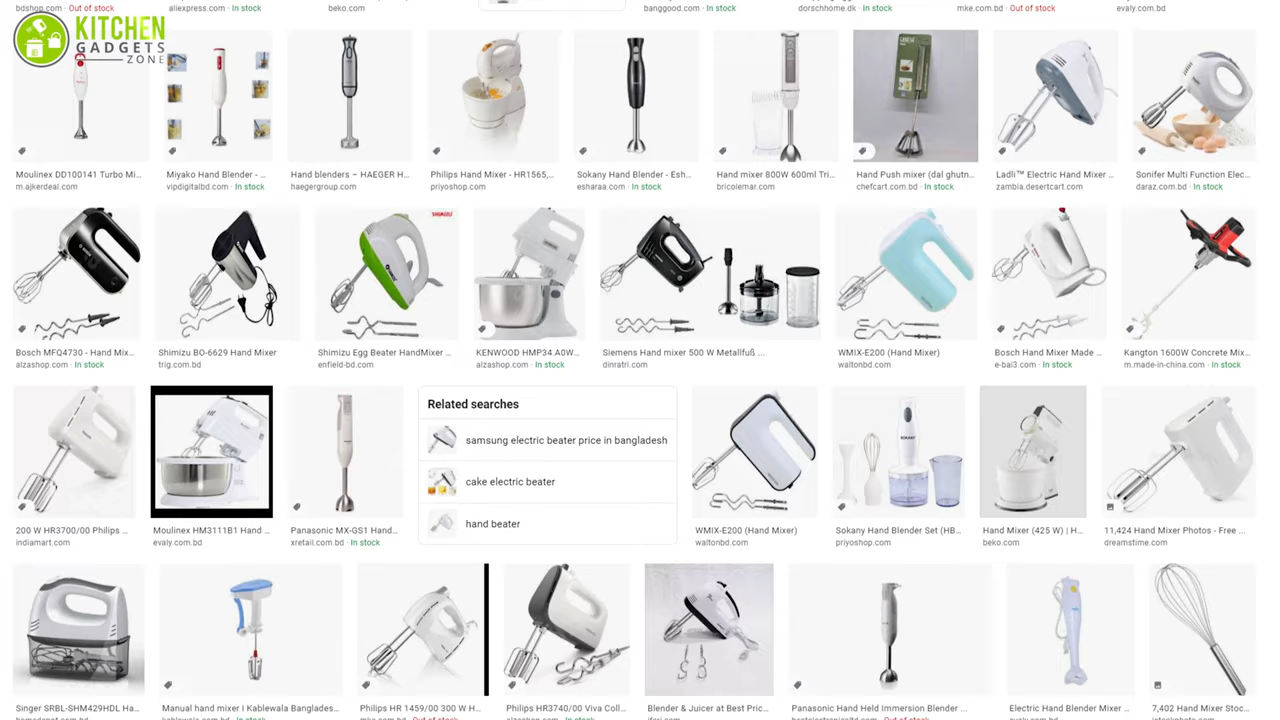 bdshop.com · Out of stock
aliexpress.com · In stock
beko.com
banggood.com · In stock
dorschhome.dk · In stock
mke.com.bd · Out of stock
evaly.com.bd
KITCHEN
GADGETS
ZONE
SHIMIZU
Moulinex DD100141 Turbo Mi...
m.ajkerdeal.com
Miyako Hand Blender - ...
vipdigitalbd.com · In stock
Hand blenders – HAEGER H...
haegergroup.com
Philips Hand Mixer - HR1565,...
priyoshop.com
Sokany Hand Blender - Esh...
esharaa.com · In stock
Hand mixer 800W 600ml Tri...
bricolemar.com
Hand Push mixer (dal ghutn...
chefcart.com.bd · In stock
Ladli™ Electric Hand Mixer ...
zambia.desertcart.com
Sonifer Multi Function Elec...
daraz.com.bd · In stock
Bosch MFQ4730 - Hand Mix...
alzashop.com · In stock
Shimizu BO-6629 Hand Mixer
trig.com.bd
Shimizu Egg Beater HandMixer ...
enfield-bd.com
KENWOOD HMP34.A0W...
alzashop.com · In stock
Siemens Hand mixer 500 W Metallfuß ...
dinratri.com
WMIX-E200 (Hand Mixer)
waltonbd.com
Bosch Hand Mixer Made ...
e-bai3.com · In stock
Kangton 1600W Concrete Mix...
m.made-in-china.com · In stock
Related searches
samsung electric beater price in bangladesh
cake electric beater
hand beater
200 W HR3700/00 Philips ...
indiamart.com
Moulinex HM3111B1 Hand ...
evaly.com.bd
Panasonic MX-GS1 Hand...
xretail.com.bd · In stock
WMIX-E200 (Hand Mixer)
waltonbd.com
Sokany Hand Blender Set (HB...
priyoshop.com
Hand Mixer (425 W) | H...
beko.com
11,424 Hand Mixer Photos - Free ...
dreamstime.com
Singer SRBL-SHM429HDL Ha...
Manual hand mixer I Kablewala Banglades...
Philips HR 1459/00 300 W H...
Philips HR3740/00 Viva Coll...
Blender & Juicer at Best Pric...
Panasonic Hand Held Immersion Blender ...
Electric Hand Blender Mixer ...
7,402 Hand Mixer Stoc...